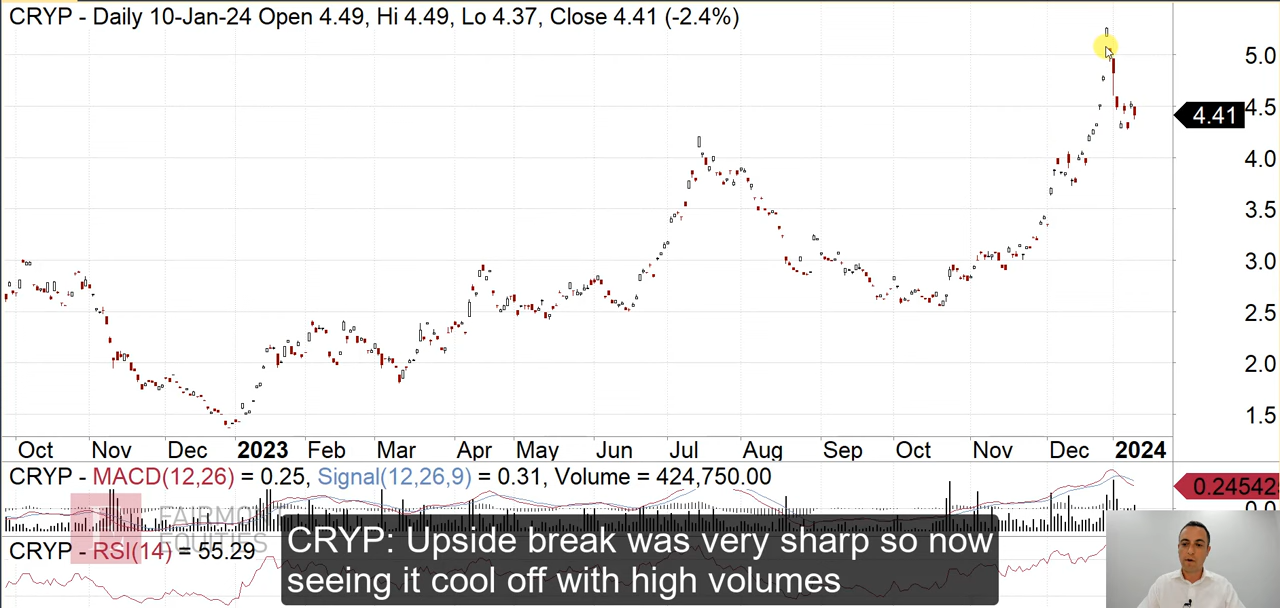 CRYP - Daily 10-Jan-24 Open 4.49, Hi 4.49, Lo 4.37, Close 4.41 (-2.4%)
5.0
4.5
4.41
4.0
3.5
3.0
2.5
2.0
1.5
Oct Nov Dec 2023 Feb Mar Apr May Jun Jul Aug Sep Oct Nov Dec 2024
CRYP - MACD(12,26) = 0.25, Signal(12,26,9) = 0.31, Volume = 424,750.00
0.24542
FAIRMONT
EQUITIES
CRYP - RSI(14) = 55.29
CRYP: Upside break was very sharp so now
seeing it cool off with high volumes